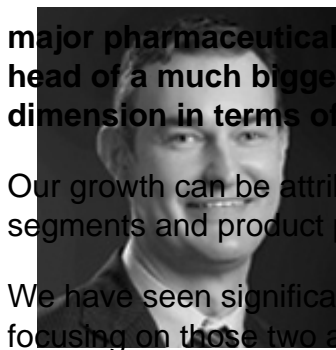 major pharmaceutical
head of a much bigge
dimension in terms of
Our growth can be attri
segments and product p
We have seen significa
focusing on those two a